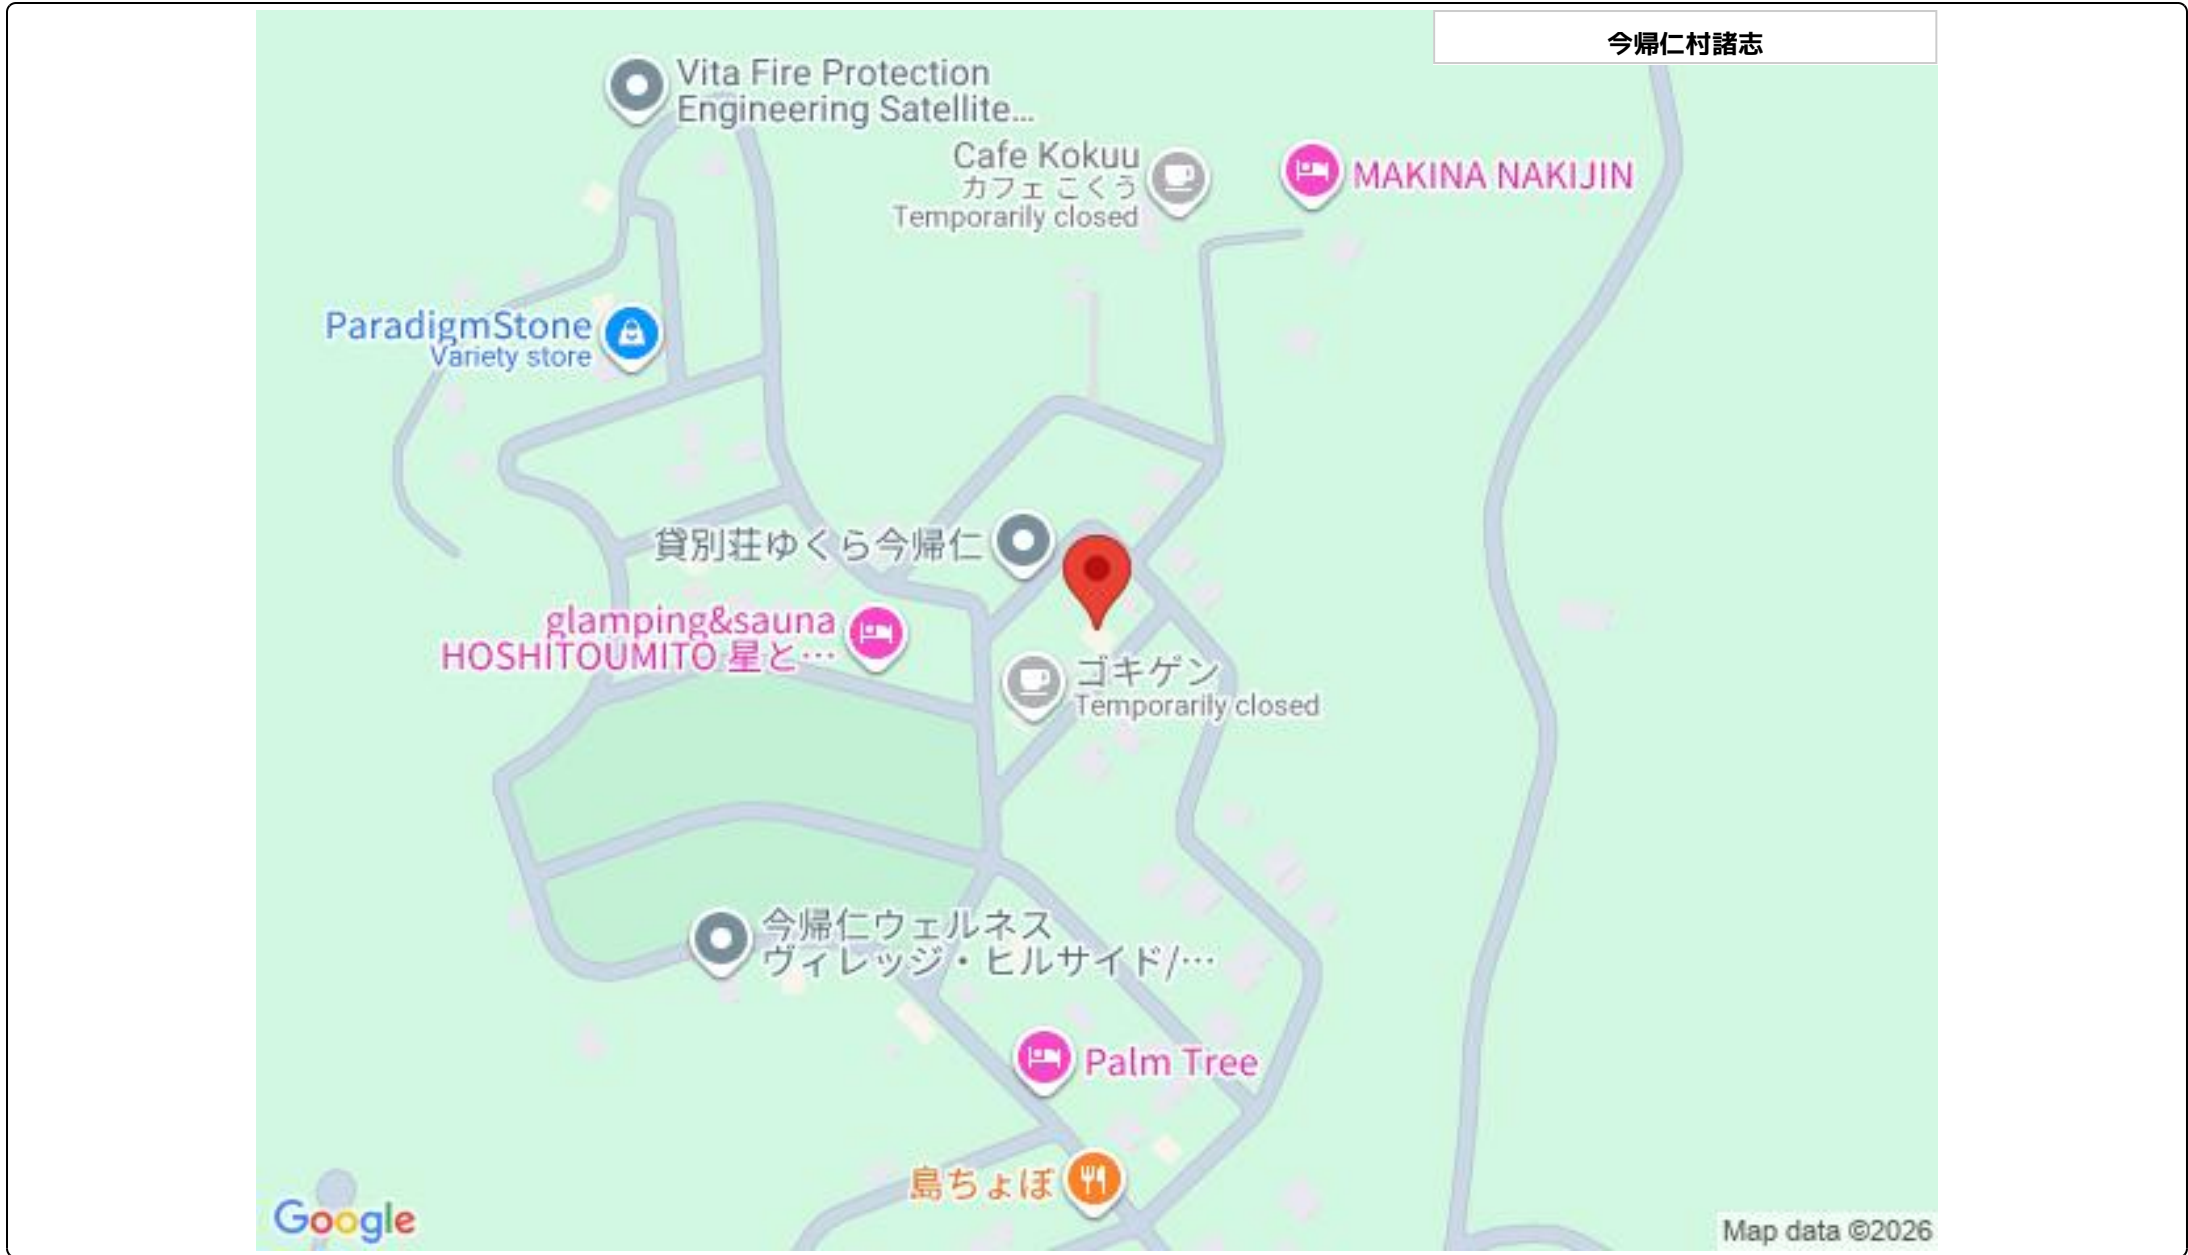 今帰仁村諸志
Vita Fire Protection
Engineering Satellite...
Cafe Kokuu
カフェ こくう
Temporarily closed
MAKINA NAKIJIN
ParadigmStone
Variety store
貸別荘ゆくら今帰仁
glamping&sauna
HOSHITOUMITO 星と…
ゴキゲン
Temporarily closed
今帰仁ウェルネス
ヴィレッジ・ヒルサイド/…
Palm Tree
島ちょぼ
Google
Map data ©2026